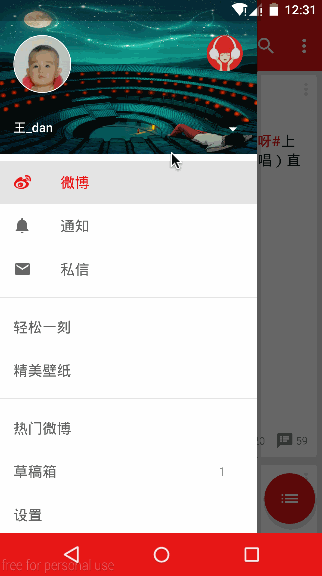 12:31
王_dan
微博
呀#上
唱）直
通知
私信
轻松一刻
精美壁纸
热门微博
20
59
草稿箱
1
设置
free for personal use